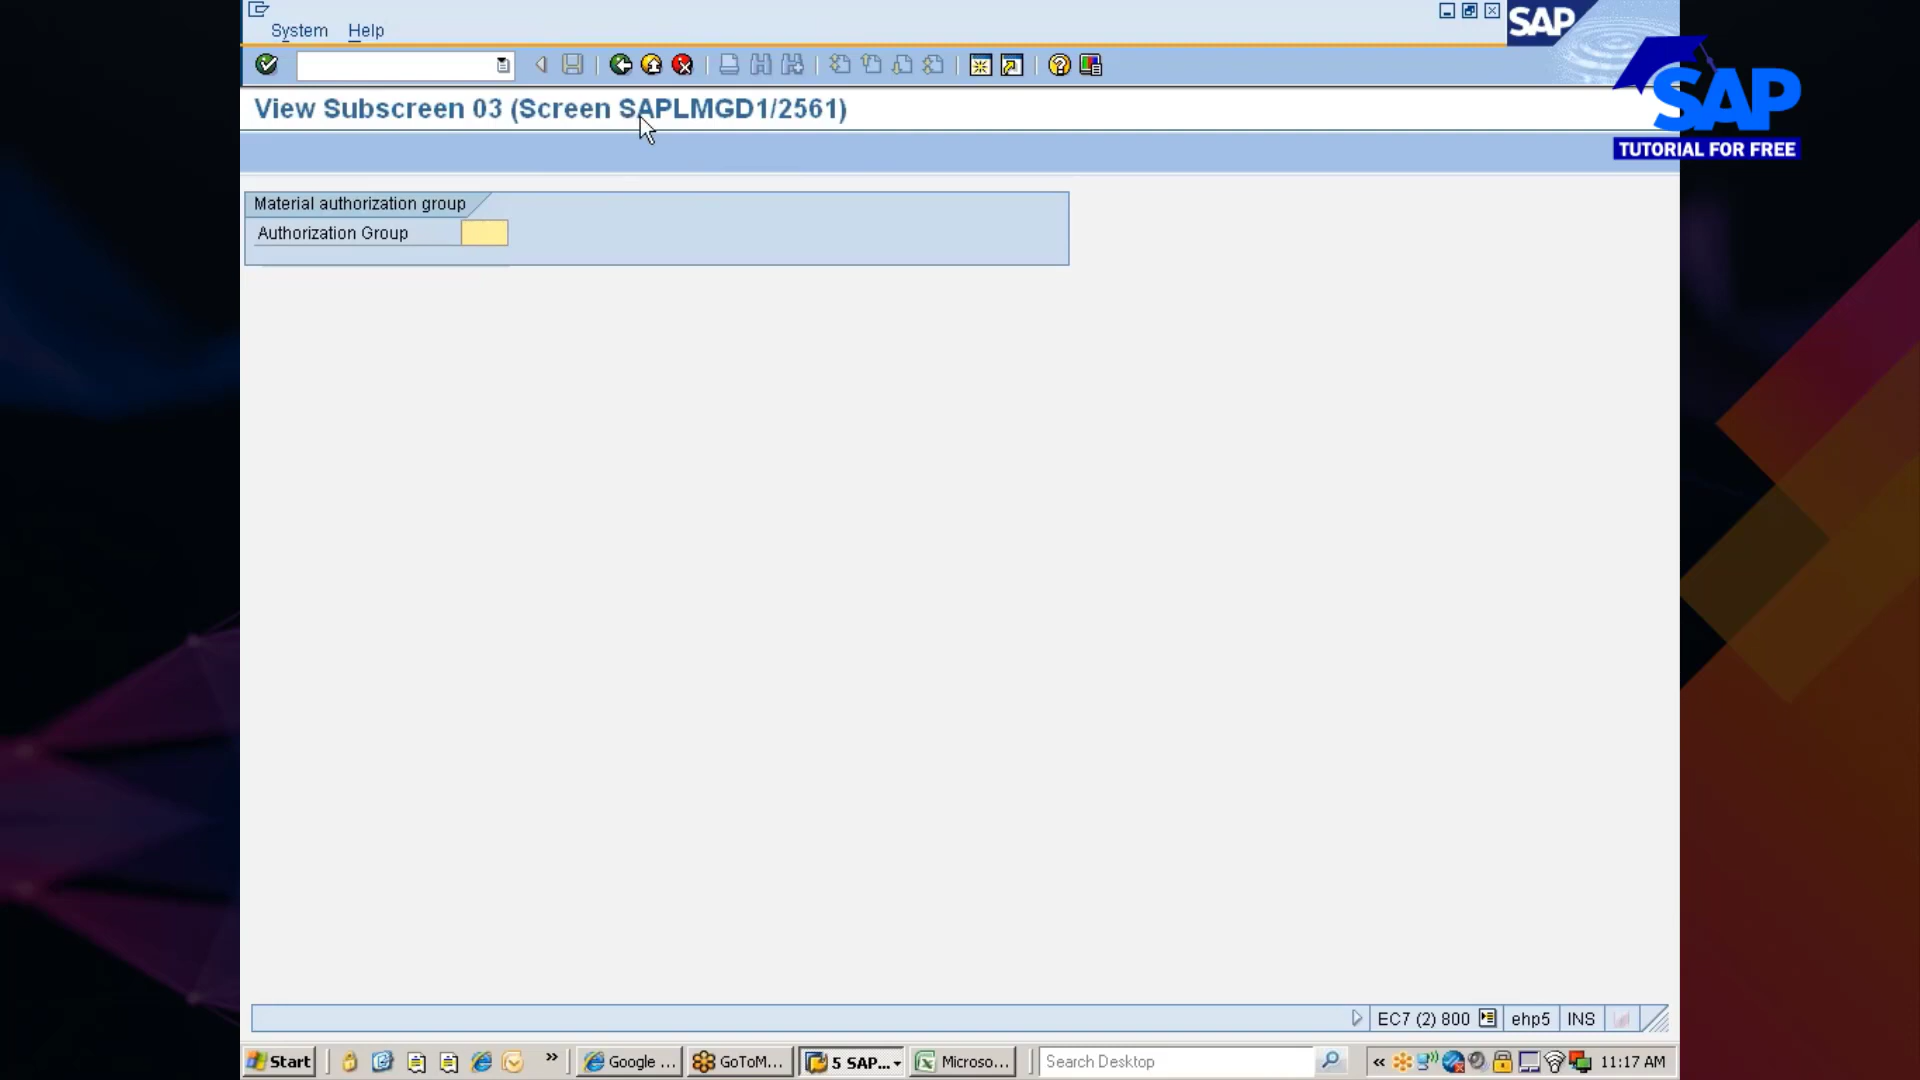 System Help
SAP
View Subscreen 03 (Screen SAPLMGD1/2561)
SAP
TUTORIAL FOR FREE
Material authorization group
Authorization Group
EC7 (2) 800 ehp5 INS
Start » Google ... GoToM... 5 SAP... Microso... Search Desktop « 11:17 AM